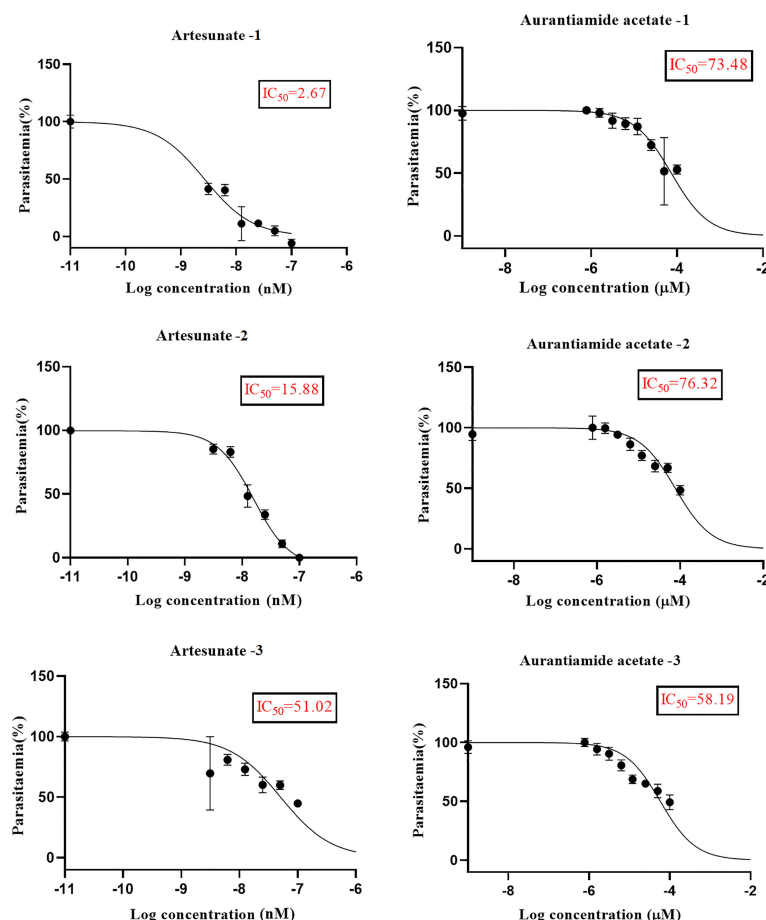 Artesunate -1
150
100
50
0
Parasitaemia(%)
IC50=2.67
-11 -10 -9 -8 -7 -6
Log concentration (nM)
Aurantiamide acetate -1
150
100
50
0
Parasitaemia(%)
IC50=73.48
-8 -6 -4 -2
Log concentration (μM)
Artesunate -2
150
100
50
0
Parasitaemia(%)
IC50=15.88
-11 -10 -9 -8 -7 -6
Log concentration (nM)
Aurantiamide acetate -2
150
100
50
0
Parasitaemia(%)
IC50=76.32
-8 -6 -4 -2
Log concentration (μM)
Artesunate -3
150
100
50
0
Parasitaemia(%)
IC50=51.02
-11 -10 -9 -8 -7 -6
Log concentration (nM)
Aurantiamide acetate -3
150
100
50
0
Parasitaemia(%)
IC50=58.19
-8 -6 -4 -2
Log concentration (μM)